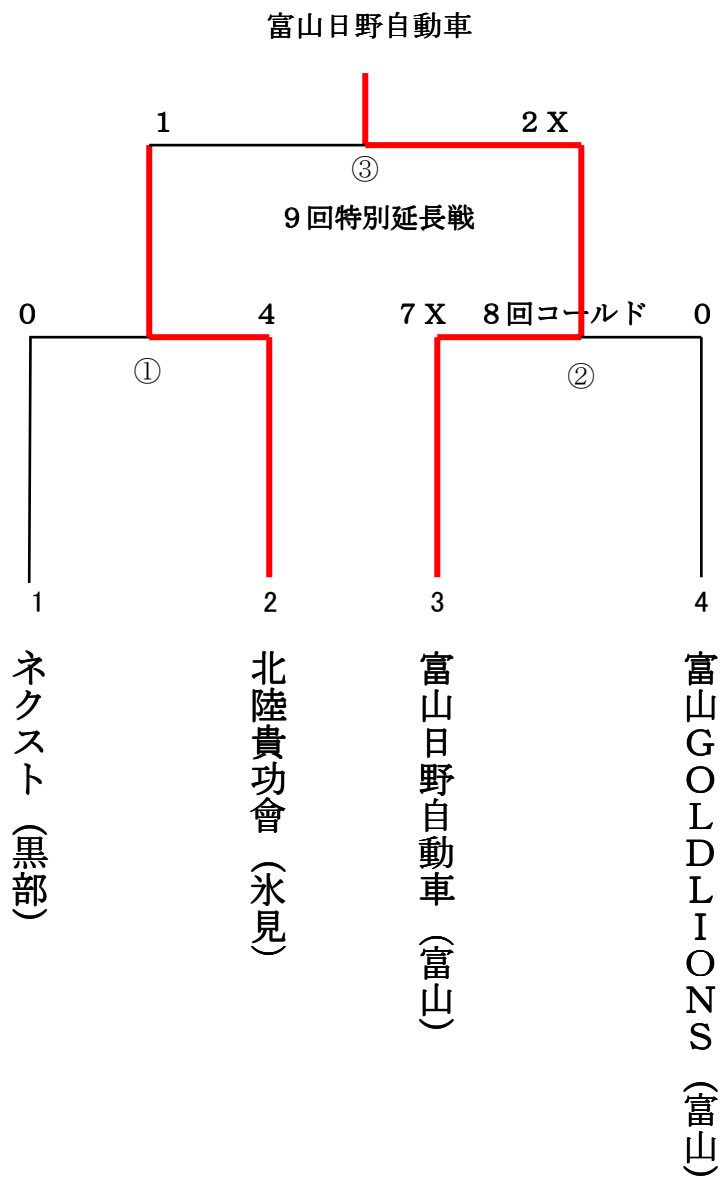 富山日野自動車
1
2X
③
9回特別延長戦
0
4
7X
8回コールド
0
①
②
1
2
3
4
ネクスト（黒部）
北陸貴功會（氷見）
富山日野自動車（富山）
富山GOLDLIONS（富山）